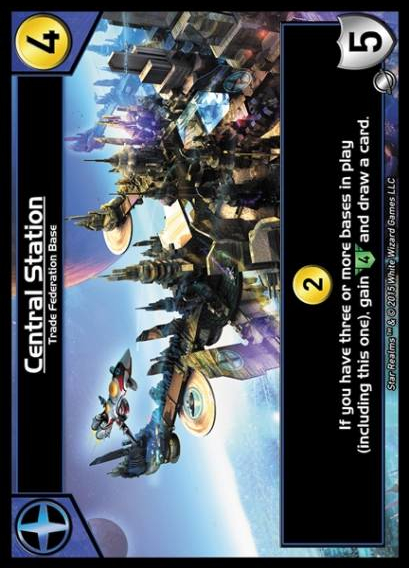 4
Central Station
Trade Federation Base
5
2
If you have three or more bases in play
(including this one), gain 4 and draw a card.
Star Realms™ & © 2015 White Wizard Games LLC